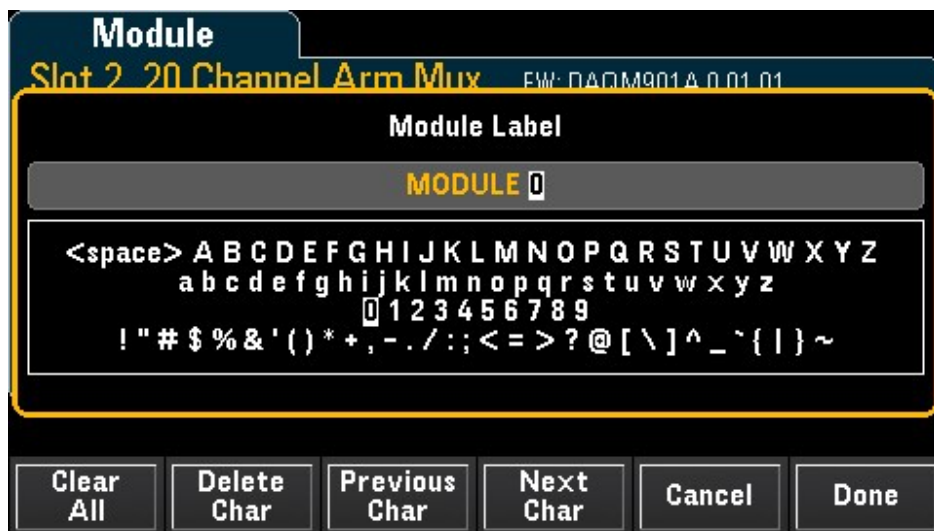 Module
Slot 2 20 Channel Arm Mux FW: DAQM901A 0.01.01
Module Label
MODULE 0
<space> A B C D E F G H I J K L M N O P Q R S T U V W X Y Z
a b c d e f g h i j k l m n o p q r s t u v w x y z
0 1 2 3 4 5 6 7 8 9
! " # $ % & ' ( ) * + , - . / : ; < = > ? @ [ \ ] ^ _ ` { | } ~
Clear All
Delete Char
Previous Char
Next Char
Cancel
Done